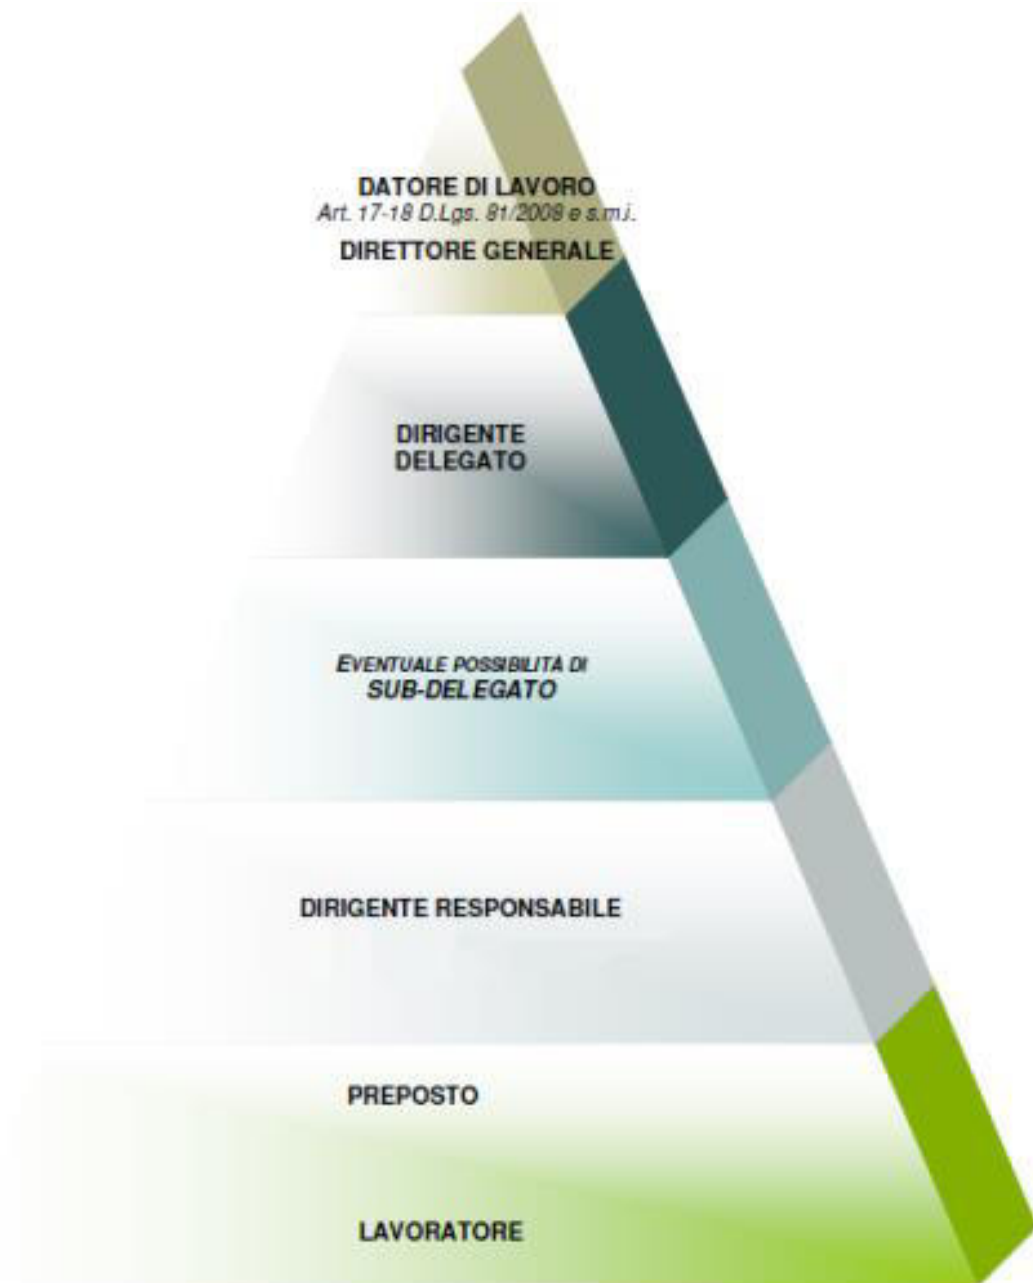 DATORE DI LAVORO
Art. 17-18 D.Lgs. 81/2008 e s.m.i.
DIRETTORE GENERALE
DIRIGENTE
DELEGATO
EVENTUALE POSSIBILITÀ DI
SUB-DELEGATO
DIRIGENTE RESPONSABILE
PREPOSTO
LAVORATORE